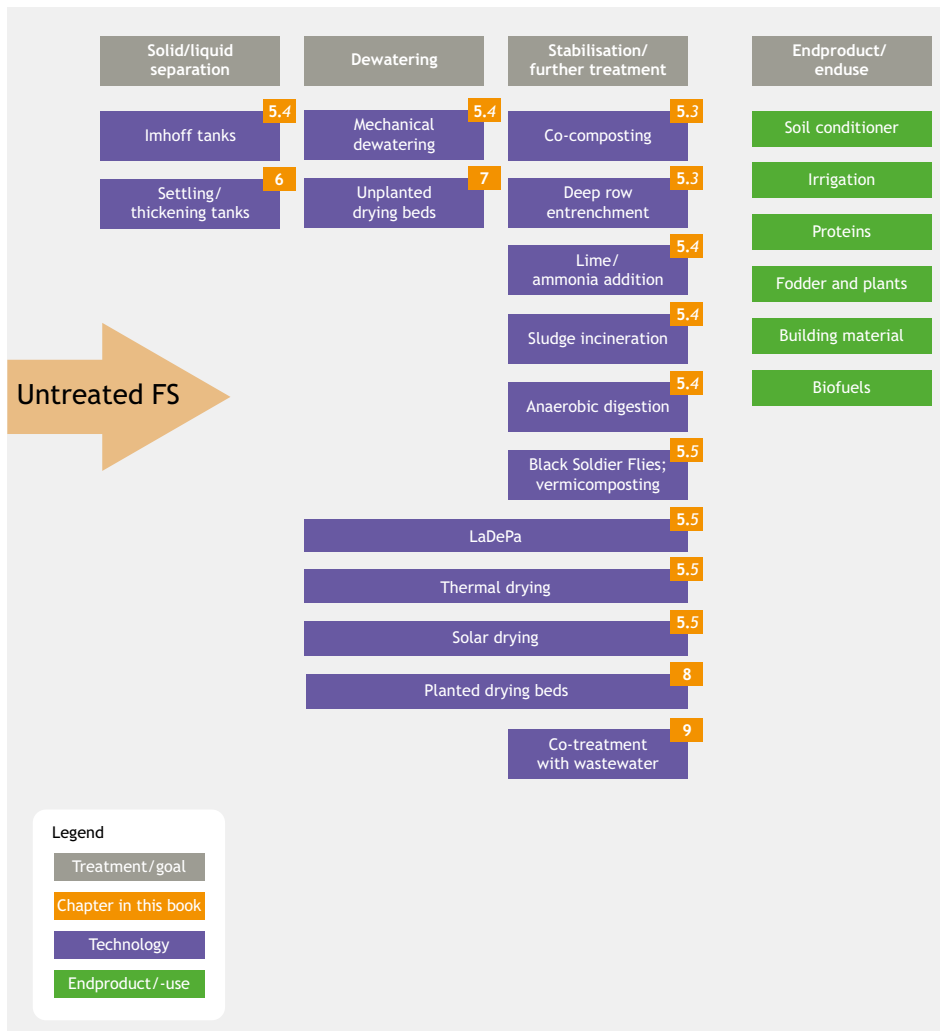 Solid/liquid
separation
Dewatering
Stabilisation/
further treatment
Endproduct/
enduse
5.4
Imhoff tanks
5.4
Mechanical
dewatering
5.3
Co-composting
Soil conditioner
6
Settling/
thickening tanks
7
Unplanted
drying beds
5.3
Deep row
entrenchment
Irrigation
Proteins
5.4
Lime/
ammonia addition
Fodder and plants
5.4
Sludge incineration
Building material
Untreated FS
5.4
Anaerobic digestion
Biofuels
5.5
Black Soldier Flies;
vermicomposting
5.5
LaDePa
5.5
Thermal drying
5.5
Solar drying
8
Planted drying beds
9
Co-treatment
with wastewater
Legend
Treatment/goal
Chapter in this book
Technology
Endproduct/-use